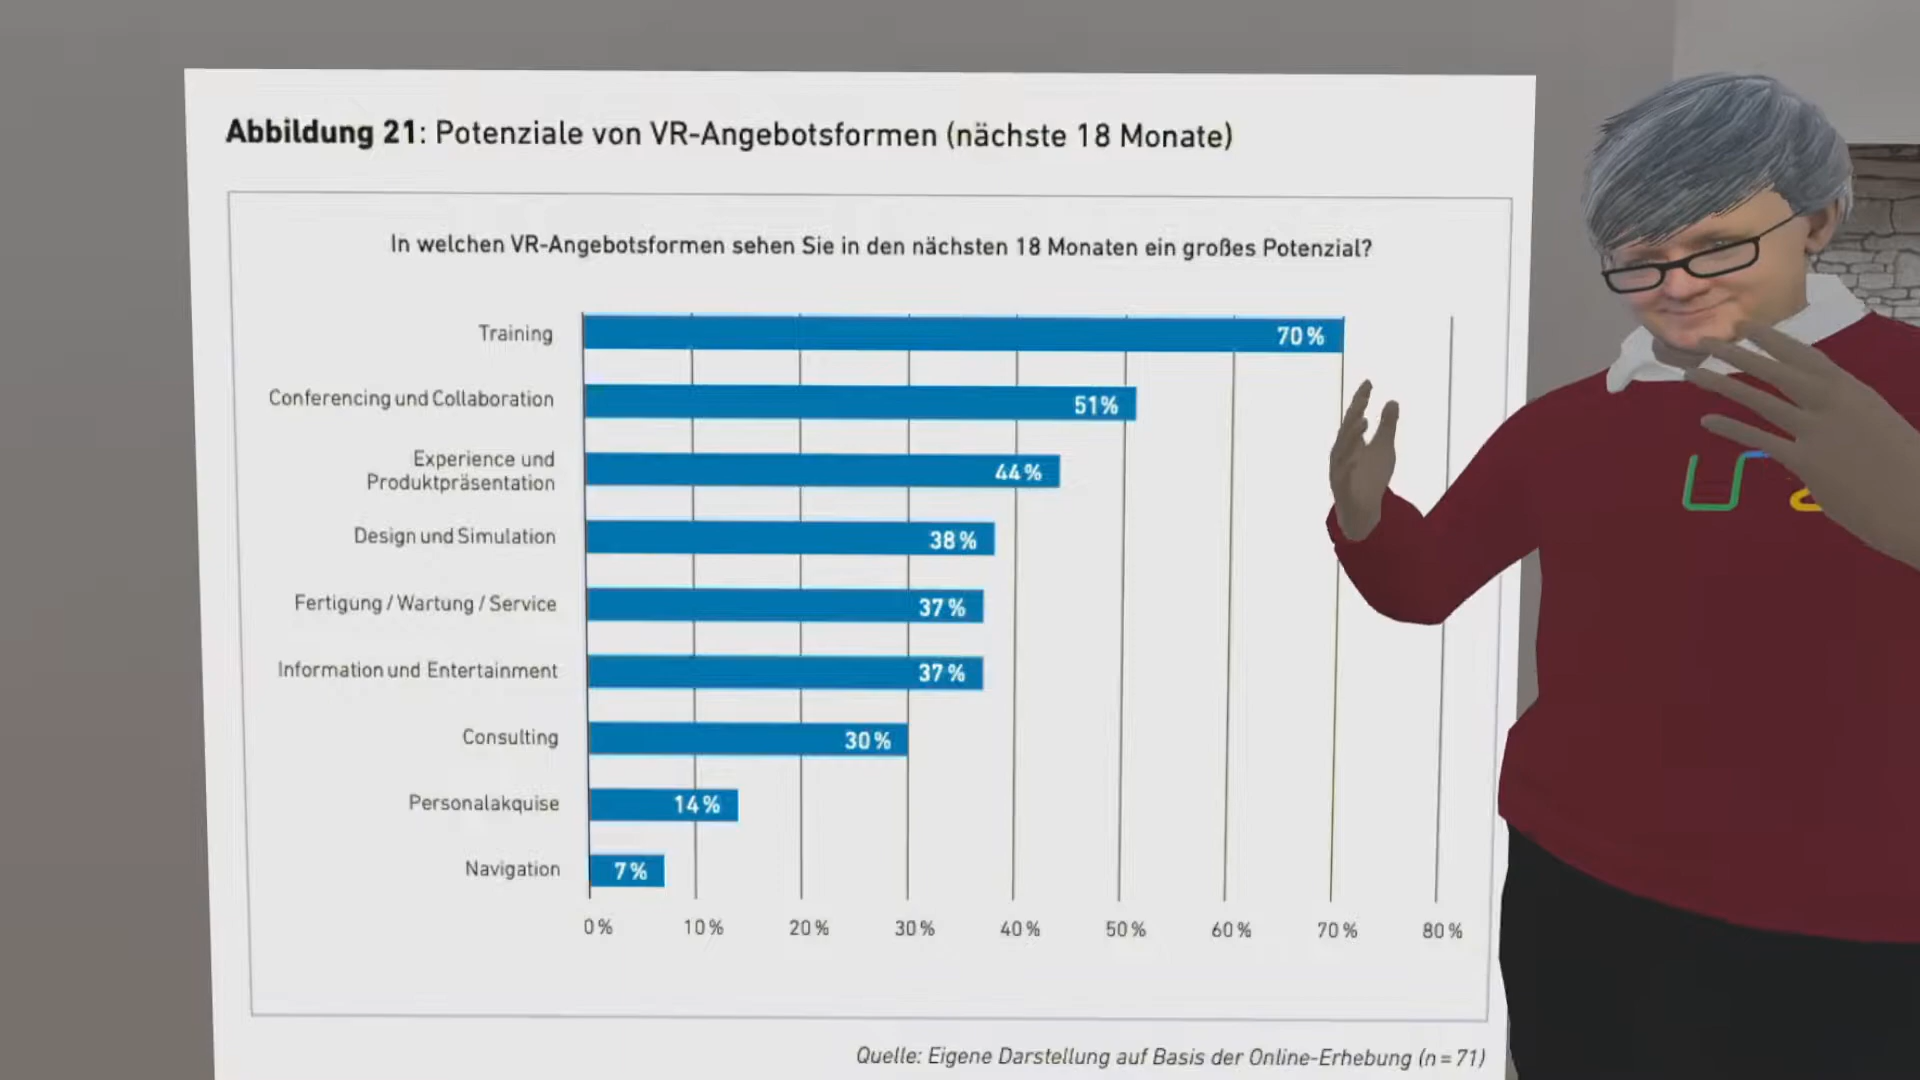 Abbildung 21: Potenziale von VR-Angebotsformen (nächste 18 Monate)
In welchen VR-Angebotsformen sehen Sie in den nächsten 18 Monaten ein großes Potenzial?
Training 70 %
Conferencing und Collaboration 51%
Experience und
Produktpräsentation 44 %
Design und Simulation 38 %
Fertigung / Wartung / Service 37 %
Information und Entertainment 37 %
Consulting 30 %
Personalakquise 14 %
Navigation 7 %
0 % 10 % 20 % 30 % 40 % 50 % 60 % 70 % 80 %
Quelle: Eigene Darstellung auf Basis der Online-Erhebung (n = 71)